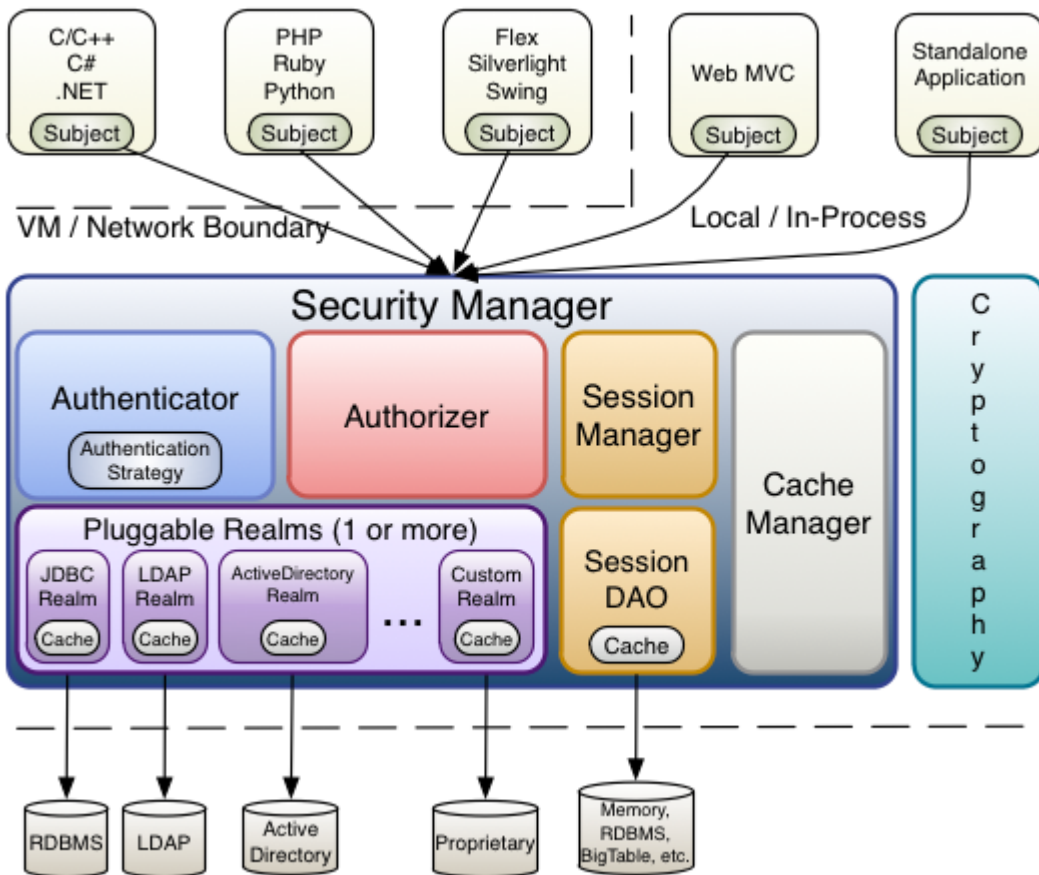 C/C++
C#
.NET
Subject
PHP
Ruby
Python
Subject
Flex
Silverlight
Swing
Subject
Web MVC
Subject
Standalone
Application
Subject
VM / Network Boundary
Local / In-Process
Security Manager
Authenticator
Authentication
Strategy
Authorizer
Session
Manager
Cache
Manager
Cryptography
Pluggable Realms (1 or more)
JDBC
Realm
Cache
LDAP
Realm
Cache
ActiveDirectory
Realm
Cache
...
Custom
Realm
Cache
Session
DAO
Cache
RDBMS
LDAP
Active
Directory
Proprietary
Memory,
RDBMS,
BigTable, etc.